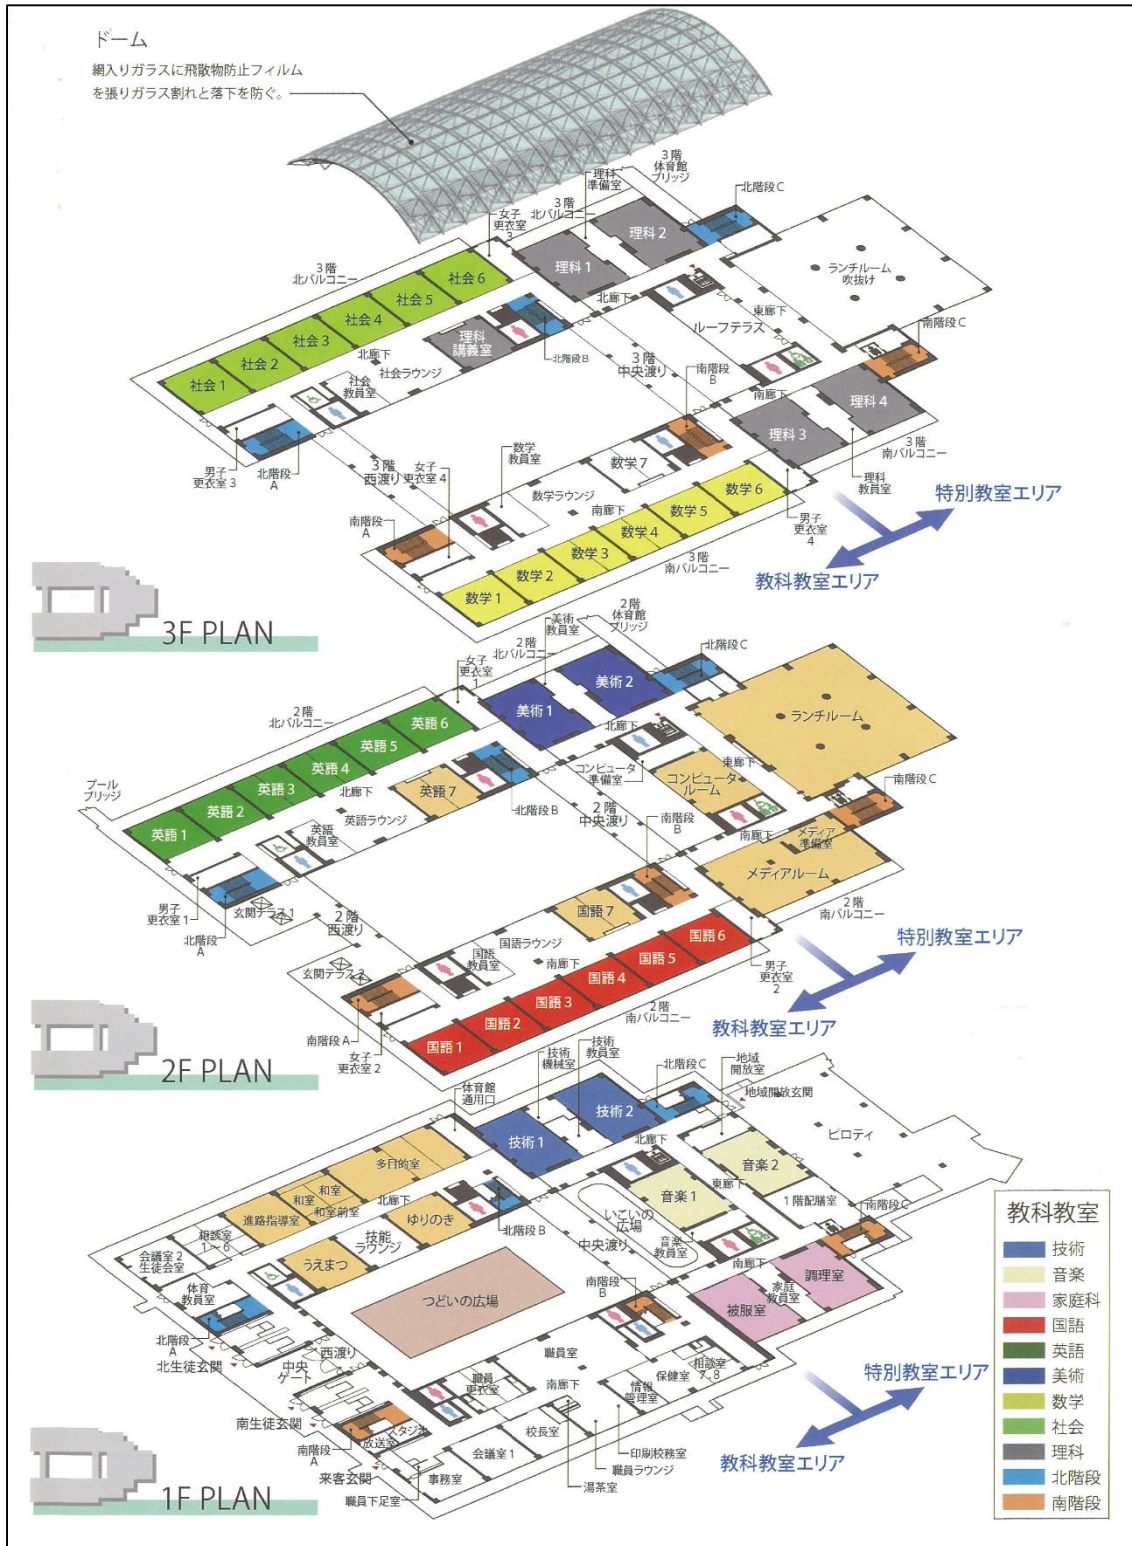 ドーム
網入りガラスに飛散物防止フィルム
を張りガラス割れと落下を防ぐ。
3階
体育館
ブリッジ
理科
準備室
北階段C
3階
北バルコニー
女子
更衣室
3
理科2
理科1
ランチルーム
吹抜け
3階
北バルコニー
社会6
社会5
社会4
社会3
社会2
社会1
北廊下
東廊下
ルーフテラス
南階段C
北廊下
理科
講義室
北階段B
社会ラウンジ
社会
教員室
3階
中央渡り
南階段
B
南廊下
理科4
理科3
3階
南バルコニー
理科
教員室
男子
更衣室3
北階段
A
3階
西渡り
女子
更衣室4
数学
教員室
数学7
数学ラウンジ
南廊下
数学6
数学5
数学4
数学3
数学2
数学1
男子
更衣室
4
南階段
A
3階
南バルコニー
特別教室エリア
教科教室エリア
3F PLAN
2階
体育館
ブリッジ
美術
教員室
北階段C
2階
北バルコニー
女子
更衣室
1
美術2
美術1
ランチルーム
2階
北バルコニー
英語6
英語5
英語4
英語3
英語2
英語1
北廊下
東廊下
コンピュータ
準備室
コンピュータ
ルーム
南階段C
プール
ブリッジ
北廊下
英語7
北階段B
英語ラウンジ
英語
教員室
2階
中央渡り
南階段
B
南廊下
メディア
準備室
メディアルーム
2階
南バルコニー
男子
更衣室1
玄関テラス1
北階段
A
2階
西渡り
国語7
国語ラウンジ
国語
教員室
南廊下
国語6
国語5
国語4
国語3
国語2
国語1
玄関テラス2
南階段A
女子
更衣室2
男子
更衣室
2
2階
南バルコニー
特別教室エリア
教科教室エリア
2F PLAN
技術
教員室
技術
機械室
北階段C
地域
開放室
地域開放玄関
体育館
通用口
技術2
技術1
ピロティ
北廊下
音楽2
音楽1
東廊下
1階配膳室
南階段C
多目的室
和室
和室
和室前室
進路指導室
北廊下
ゆりのき
技能
ラウンジ
うえまつ
北階段B
いこいの
広場
中央渡り
音楽
教員室
南廊下
調理室
家庭
教員室
被服室
相談室
1〜6
会議室2
生徒会室
体育
教員室
つどいの広場
南階段
B
北階段
A
北生徒玄関
西渡り
中央
ゲート
職員室
職員
更衣室
南廊下
情報
管理室
保健室
相談室
7、8
南生徒玄関
スタジオ
放送室
南階段
A
来客玄関
会議室1
校長室
事務室
職員下足室
印刷校務室
職員ラウンジ
湯茶室
特別教室エリア
教科教室エリア
1F PLAN
教科教室
技術
音楽
家庭科
国語
英語
美術
数学
社会
理科
北階段
南階段